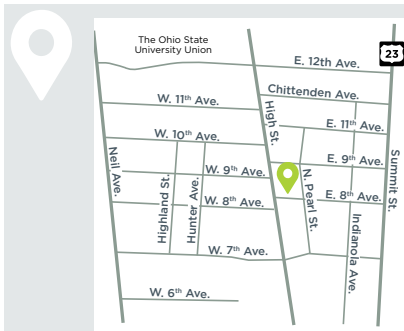 The Ohio State
University Union
23
E. 12th Ave.
Chittenden Ave.
W. 11th Ave.
High St.
E. 11th Ave.
W. 10th Ave.
Neil Ave.
E. 9th Ave.
Summit St.
W. 9th Ave.
N. Pearl St.
Highland St.
Hunter Ave.
E. 8th Ave.
W. 8th Ave.
Indianola Ave.
W. 7th Ave.
W. 6th Ave.